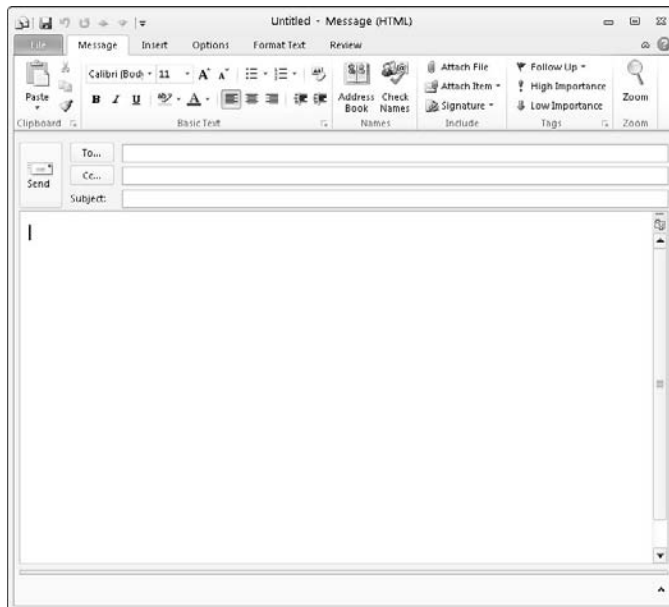 Untitled - Message (HTML)
File Message Insert Options Format Text Review
Paste
Calibri (Body 11
A A
B I U A
Address Book
Check Names
Attach File
Attach Item
Signature
Follow Up
High Importance
Low Importance
Zoom
Clipboard Basic Text Names Include Tags Zoom
Send
To...
Cc...
Subject: